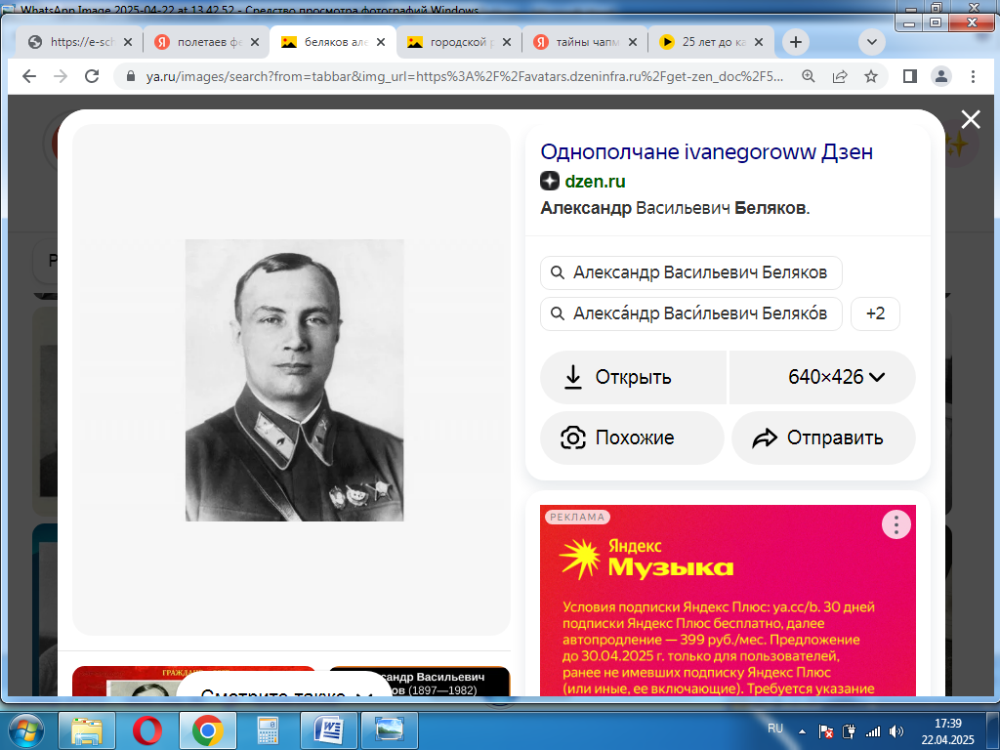 WhatsApp Image 2025-04-22 at 13.42.52 - Средство просмотра фотографий Windows
https://e-sch
полетаев фе
беляков але
городской р
тайны чапм
25 лет до ка
ya.ru/images/search?from=tabbar&img_url=https%3A%2F%2Favatars.dzeninfra.ru%2Fget-zen_doc%2F5...
Однополчане ivanegoroww Дзен
dzen.ru
Александр Васильевич Беляков.
Александр Васильевич Беляков
Алекса́ндр Васи́льевич Беляко́в
+2
Открыть
640×426
Похожие
Отправить
РЕКЛАМА
Яндекс
Музыка
Условия подписки Яндекс Плюс: ya.cc/b. 30 дней
подписки Яндекс Плюс бесплатно, далее
автопродление — 399 руб./мес. Предложение
до 30.04.2025 г. только для пользователей,
ранее не имевших подписку Яндекс Плюс
(или иные, ее включающие). Требуется указание
сандр Васильевич
ов (1897—1982)
Смотрите также
RU
17:39
22.04.2025